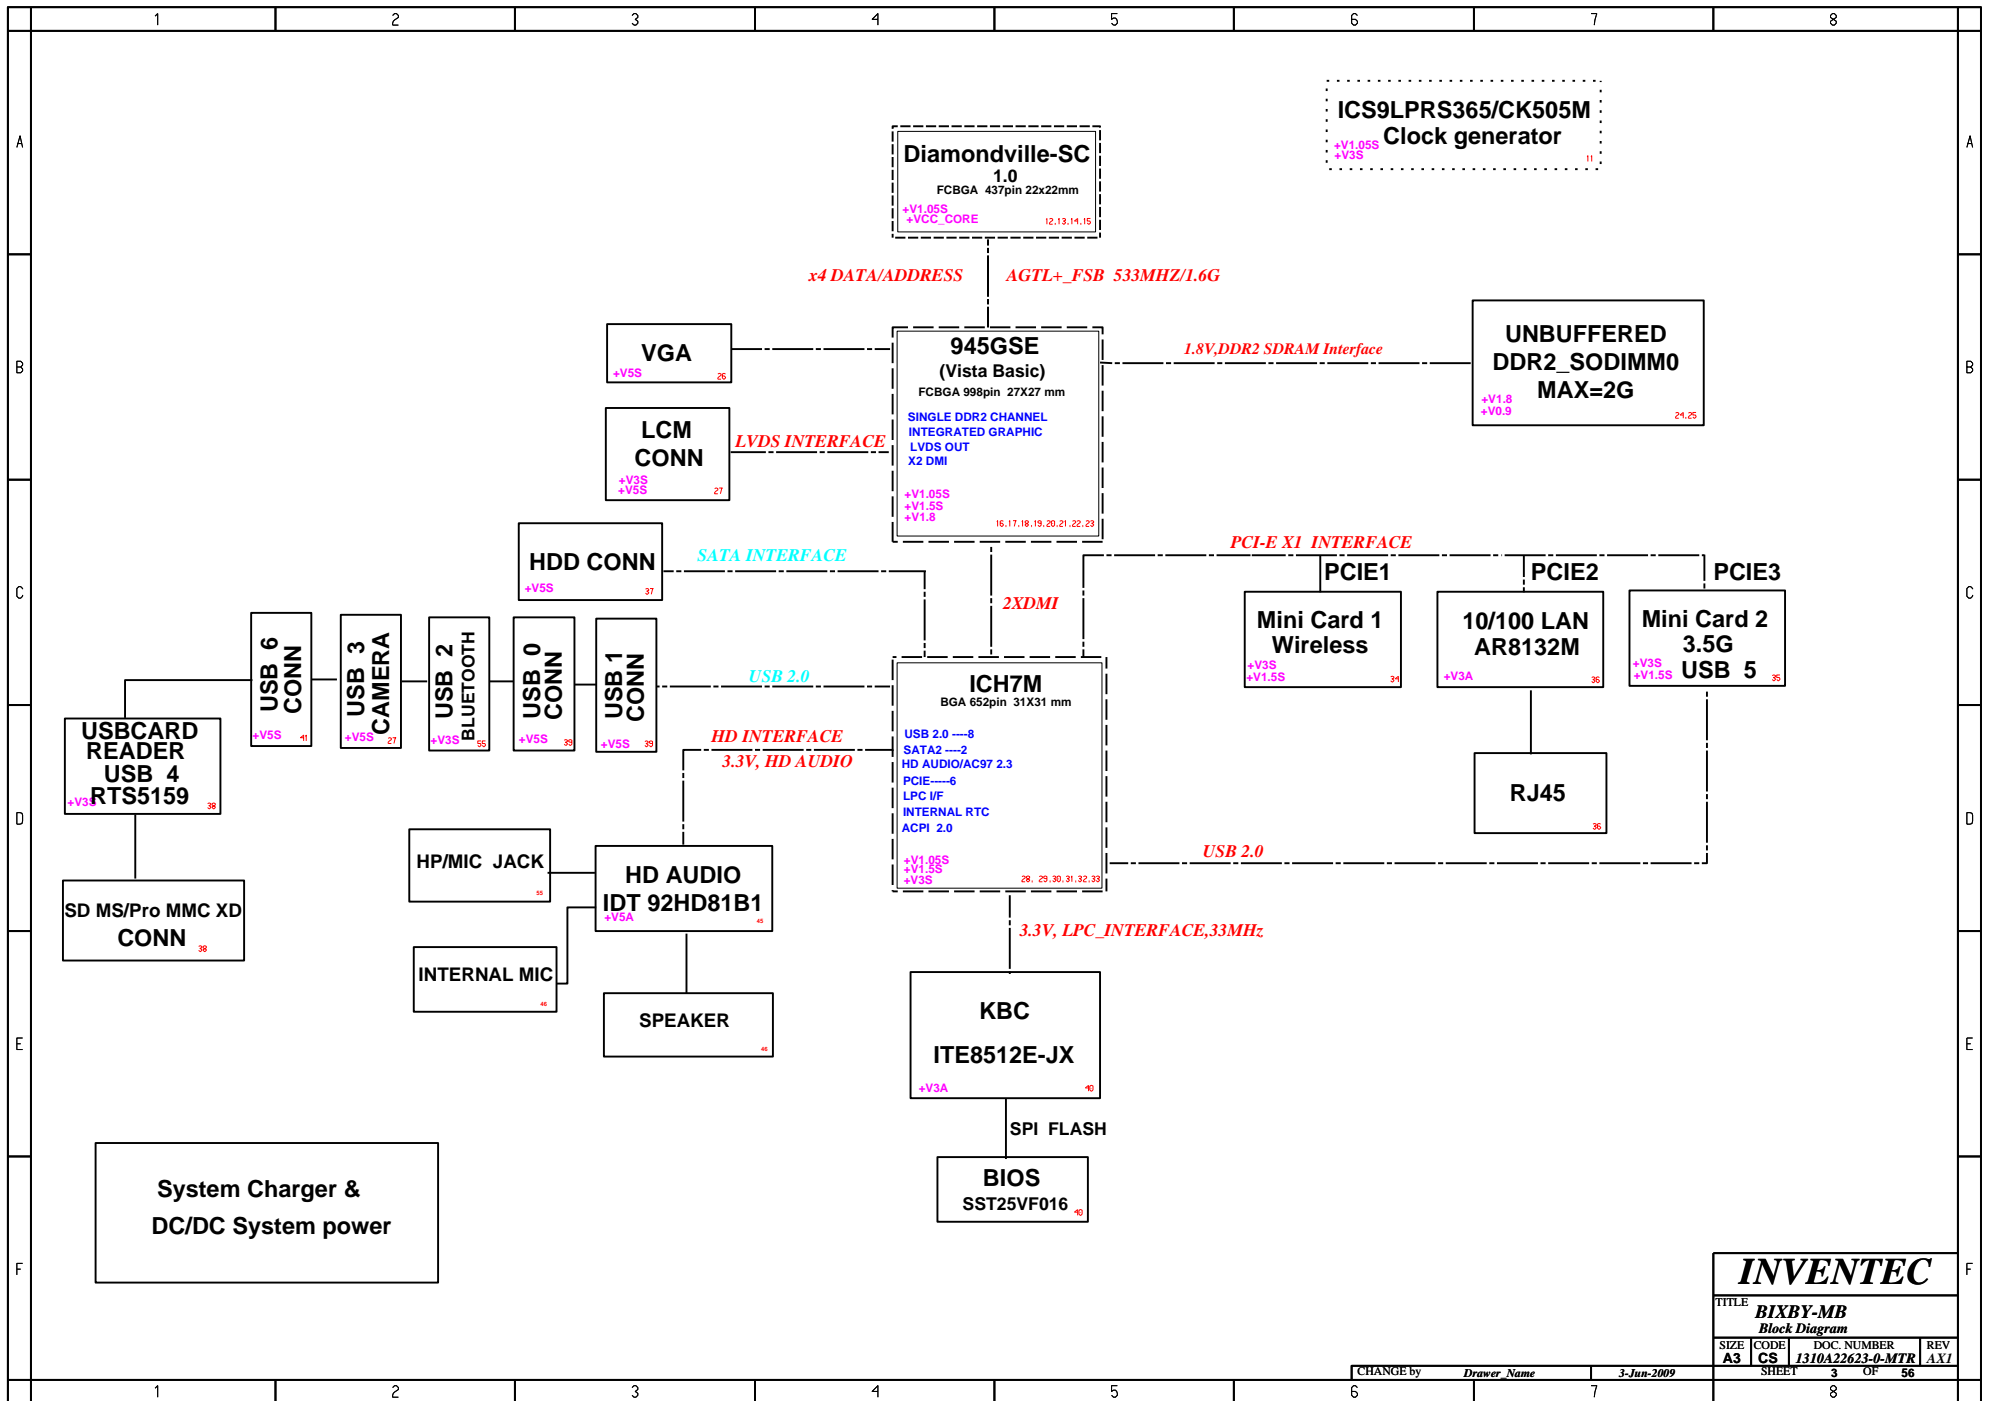 1 2 3 4 5 6 7 8
A
A
B
B
C
C
D
D
E
E
F
F
ICS9LPRS365/CK505M
Clock generator
+V1.05S
+V3S
11
Diamondville-SC
1.0
FCBGA 437pin 22x22mm
+V1.05S
+VCC_CORE
12.13.14.15
x4 DATA/ADDRESS
AGTL+_FSB 533MHZ/1.6G
VGA
+V5S
26
945GSE
(Vista Basic)
FCBGA 998pin 27X27 mm
SINGLE DDR2 CHANNEL
INTEGRATED GRAPHIC
LVDS OUT
X2 DMI
+V1.05S
+V1.5S
+V1.8
16.17.18.19.20.21.22.23
1.8V,DDR2 SDRAM Interface
UNBUFFERED
DDR2_SODIMM0
MAX=2G
+V1.8
+V0.9
24.25
LCM
CONN
+V3S
+V5S
27
LVDS INTERFACE
HDD CONN
+V5S
37
SATA INTERFACE
2XDMI
PCI-E X1 INTERFACE
PCIE1
PCIE2
PCIE3
Mini Card 1
Wireless
+V3S
+V1.5S
34
10/100 LAN
AR8132M
+V3A
36
Mini Card 2
3.5G
USB 5
+V3S
+V1.5S
35
USB 6
CONN
+V5S
41
USB 3
CAMERA
+V5S
27
USB 2
BLUETOOTH
+V3S
55
USB 0
CONN
+V5S
39
USB 1
CONN
+V5S
39
USB 2.0
ICH7M
BGA 652pin 31X31 mm
USB 2.0 ----8
SATA2 ----2
HD AUDIO/AC97 2.3
PCIE-----6
LPC I/F
INTERNAL RTC
ACPI 2.0
+V1.05S
+V1.5S
+V3S
28. 29.30.31.32.33
USBCARD
READER
USB 4
RTS5159
+V3S
38
HD INTERFACE
3.3V, HD AUDIO
RJ45
36
USB 2.0
SD MS/Pro MMC XD
CONN
38
HP/MIC JACK
55
HD AUDIO
IDT 92HD81B1
+V5A
45
INTERNAL MIC
SPEAKER
46
3.3V, LPC_INTERFACE,33MHz
KBC
ITE8512E-JX
+V3A
40
SPI FLASH
BIOS
SST25VF016
40
System Charger &
DC/DC System power
INVENTEC
TITLE
BIXBY-MB
Block Diagram
SIZE CODE DOC. NUMBER REV
A3 CS 1310A22623-0-MTR AX1
CHANGE by Drawer_Name 3-Jun-2009 SHEET 3 OF 56
1 2 3 4 5 6 7 8